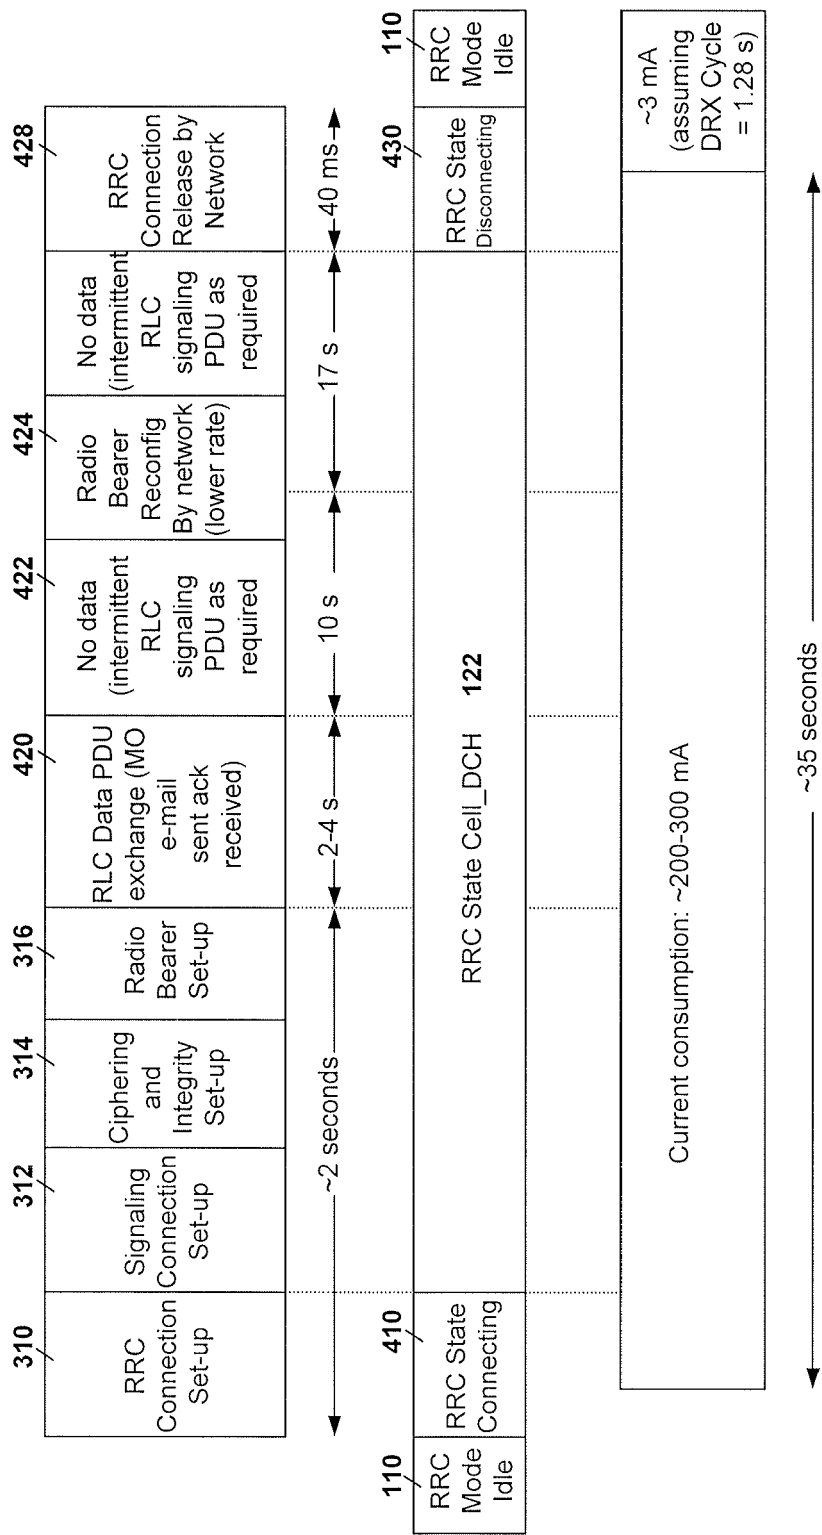 310
RRC
Connection
Set-up
312
Signaling
Connection
Set-up
314
Ciphering
and
Integrity
Set-up
316
Radio
Bearer
Set-up
420
RLC Data PDU
exchange (MO
e-mail
sent ack
received)
422
No data
(intermittent
RLC
signaling
PDU as
required
424
Radio
Bearer
Reconfig
By network
(lower rate)
No data
(intermittent
RLC
signaling
PDU as
required
428
RRC
Connection
Release by
Network
~2 seconds
2-4 s
10 s
17 s
40 ms
110
RRC
Mode
Idle
410
RRC State
Connecting
RRC State Cell_DCH 122
430
RRC State
Disconnecting
110
RRC
Mode
Idle
Current consumption: ~200-300 mA
~3 mA
(assuming
DRX Cycle
= 1.28 s)
~35 seconds